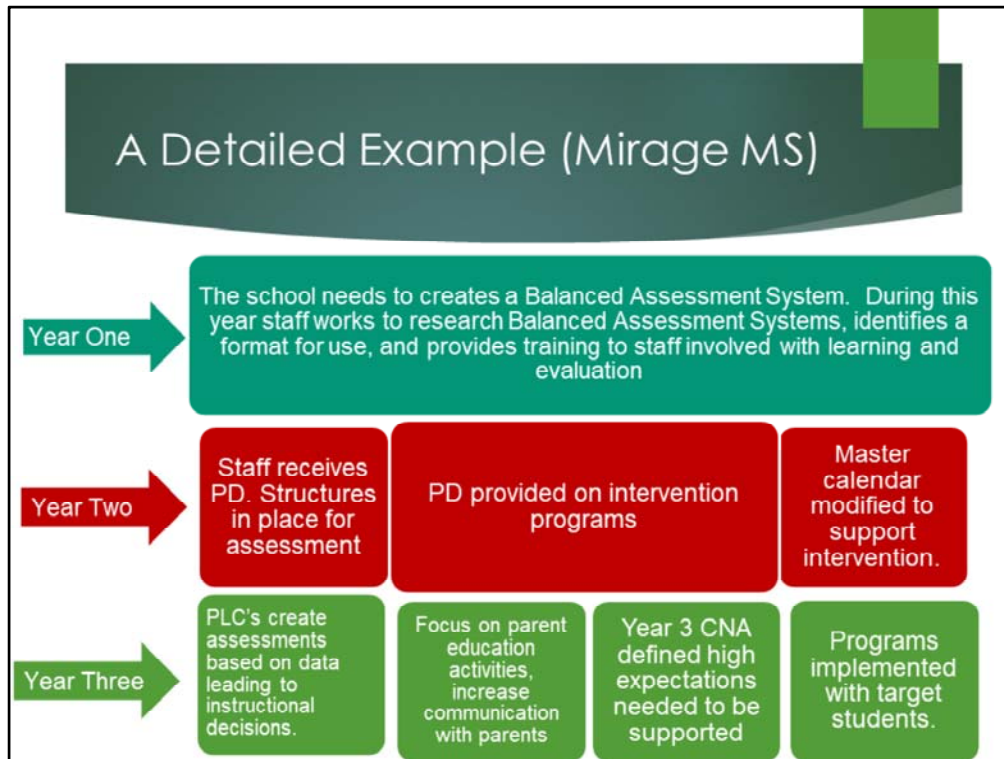 A Detailed Example (Mirage MS)
Year One
The school needs to creates a Balanced Assessment System. During this
year staff works to research Balanced Assessment Systems, identifies a
format for use, and provides training to staff involved with learning and
evaluation
Year Two
Staff receives
PD. Structures
in place for
assessment
PD provided on intervention
programs
Master
calendar
modified to
support
intervention.
Year Three
PLC's create
assessments
based on data
leading to
instructional
decisions.
Focus on parent
education
activities,
increase
communication
with parents
Year 3 CNA
defined high
expectations
needed to be
supported
Programs
implemented
with target
students.